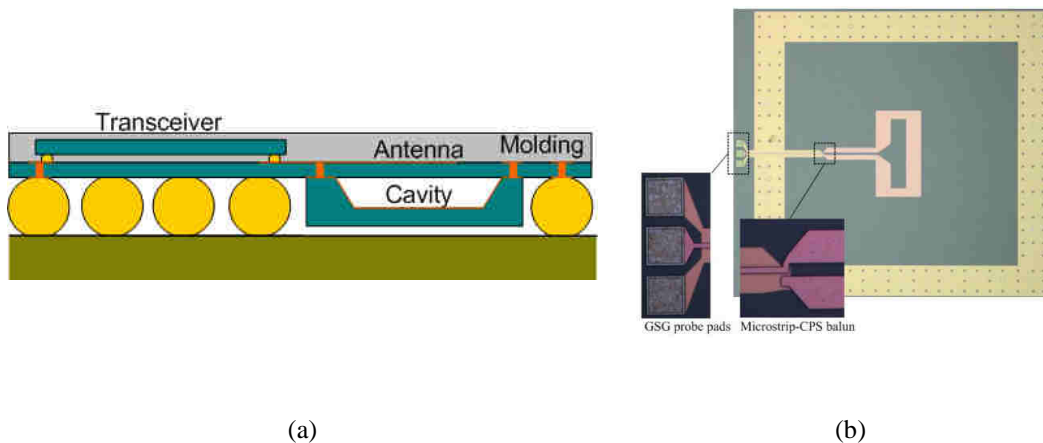 Transceiver
Antenna
Molding
Cavity
GSG probe pads
Microstrip-CPS balun
(a)
(b)